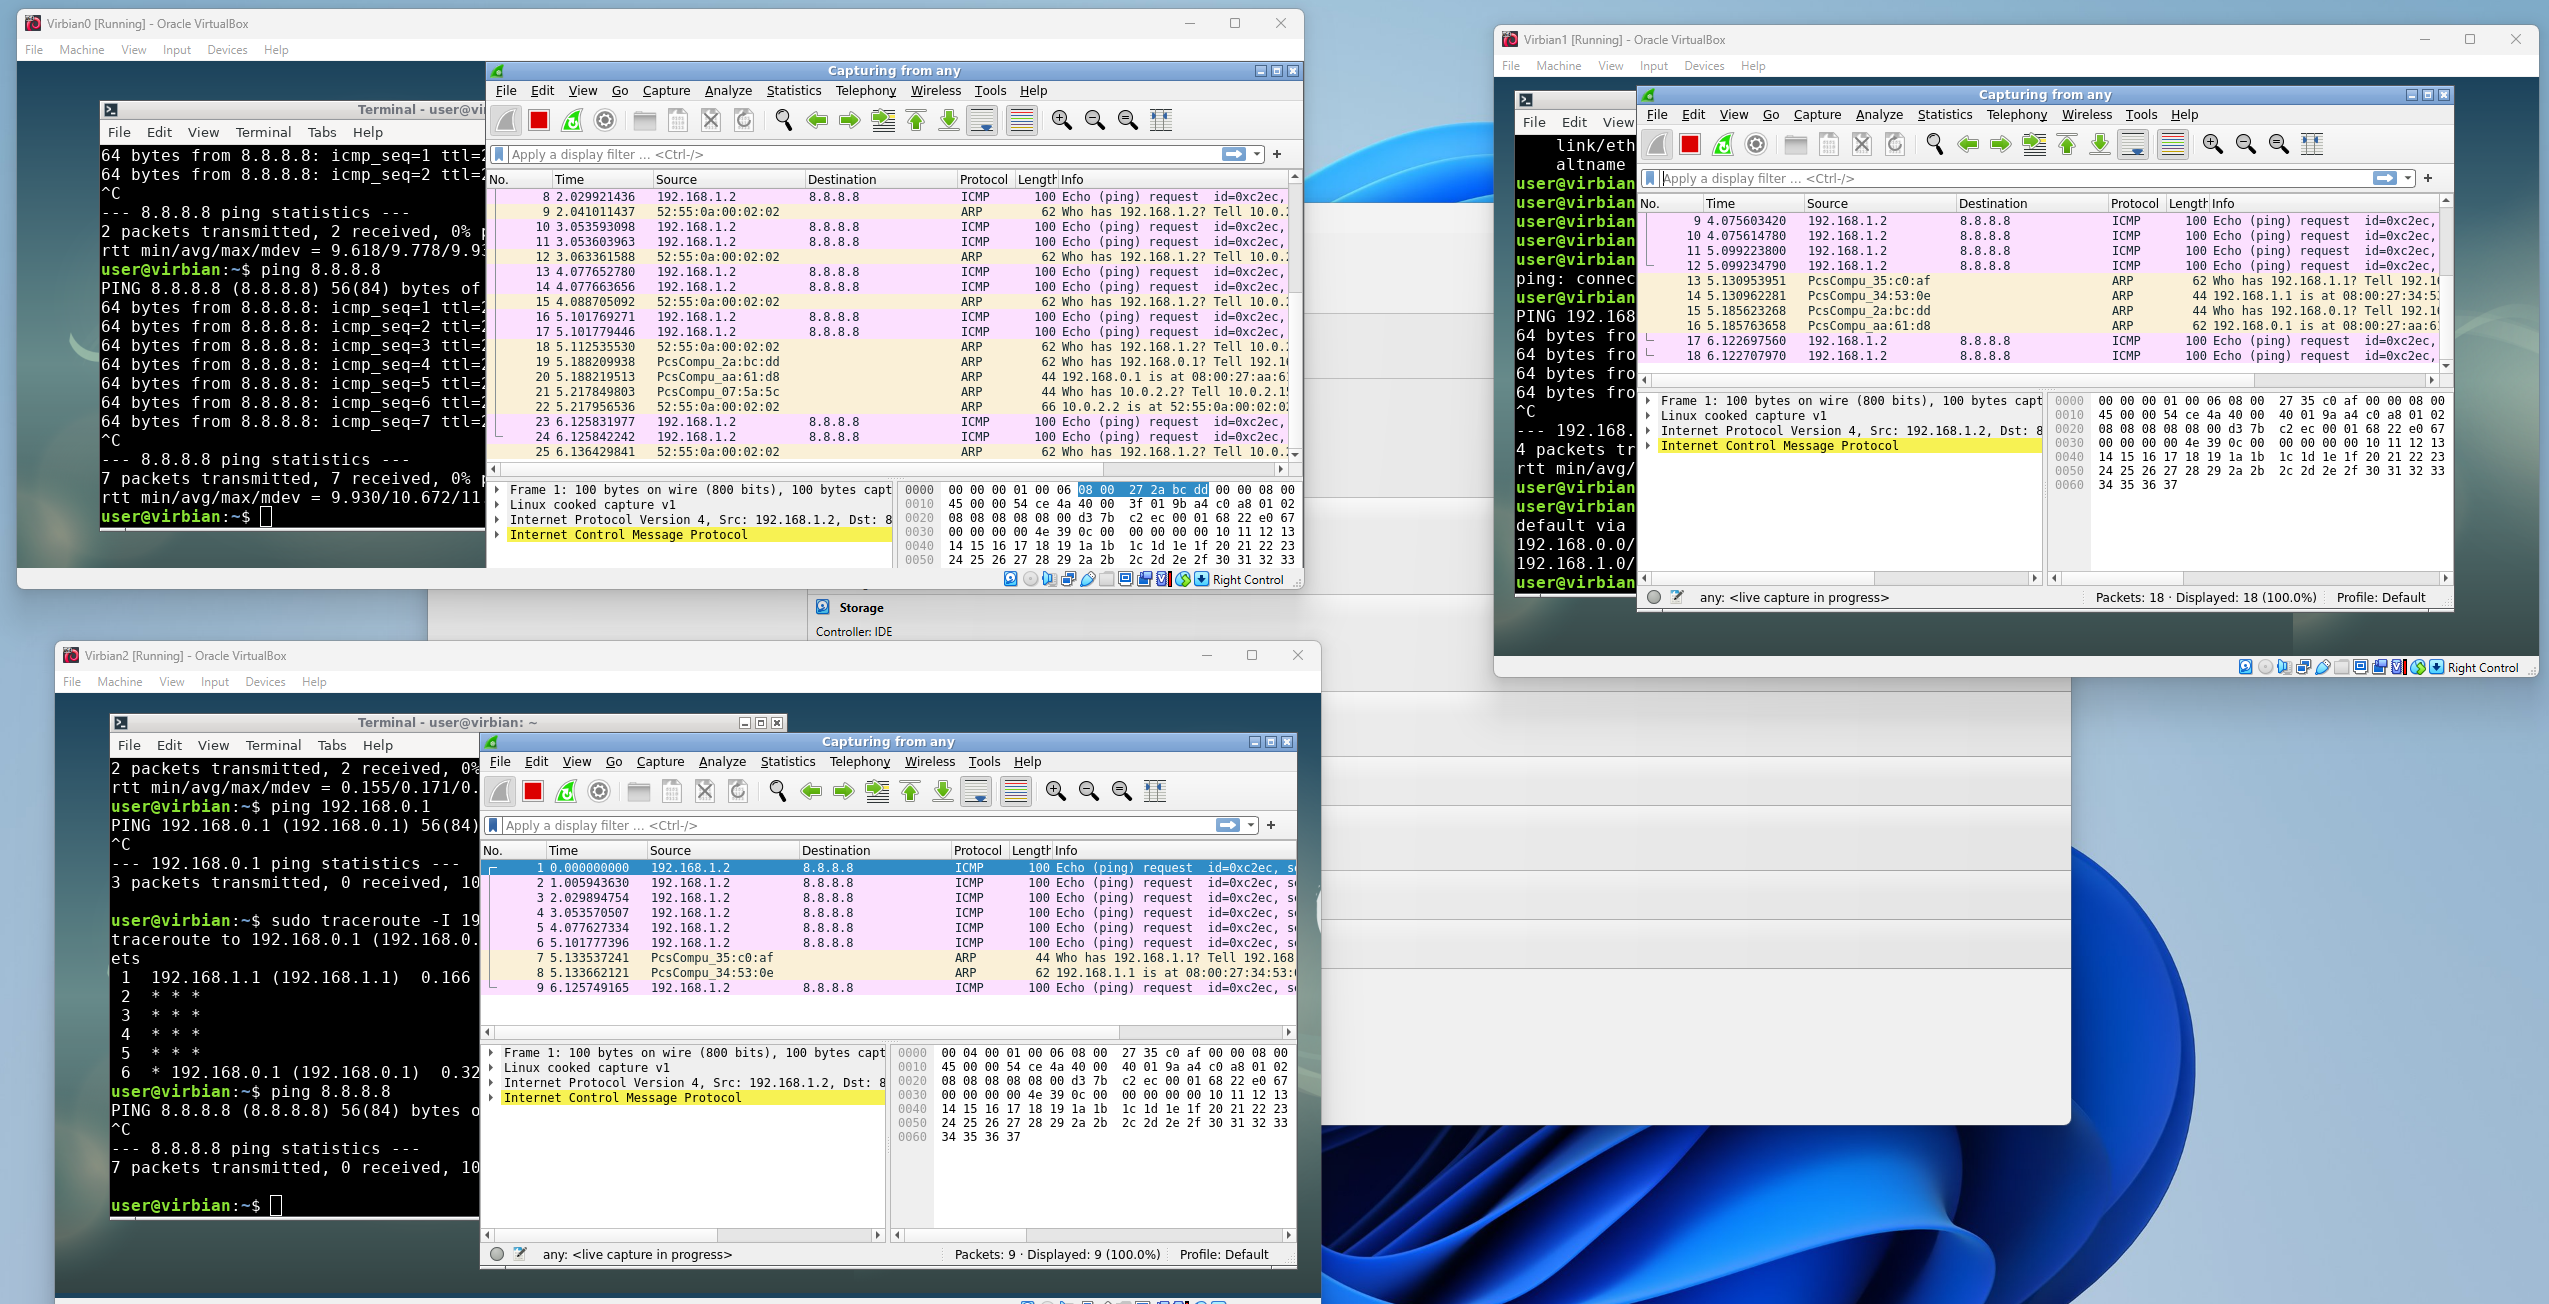 Virbian0 [Running] - Oracle VirtualBox
File Machine View Input Devices Help
Terminal - user@vi
File Edit View Terminal Tabs Help
64 bytes from 8.8.8.8: icmp_seq=1 ttl=2
64 bytes from 8.8.8.8: icmp_seq=2 ttl=2
^C
--- 8.8.8.8 ping statistics ---
2 packets transmitted, 2 received, 0% p
rtt min/avg/max/mdev = 9.618/9.778/9.93
user@virbian:~$ ping 8.8.8.8
PING 8.8.8.8 (8.8.8.8) 56(84) bytes of
64 bytes from 8.8.8.8: icmp_seq=1 ttl=2
64 bytes from 8.8.8.8: icmp_seq=2 ttl=2
64 bytes from 8.8.8.8: icmp_seq=3 ttl=2
64 bytes from 8.8.8.8: icmp_seq=4 ttl=2
64 bytes from 8.8.8.8: icmp_seq=5 ttl=2
64 bytes from 8.8.8.8: icmp_seq=6 ttl=2
64 bytes from 8.8.8.8: icmp_seq=7 ttl=2
^C
--- 8.8.8.8 ping statistics ---
7 packets transmitted, 7 received, 0% p
rtt min/avg/max/mdev = 9.930/10.672/11
user@virbian:~$
Capturing from any
File Edit View Go Capture Analyze Statistics Telephony Wireless Tools Help
Apply a display filter ... <Ctrl-/>
No. Time Source Destination Protocol Length Info
8 2.029921436 192.168.1.2 8.8.8.8 ICMP 100 Echo (ping) request id=0xc2ec,
9 2.041011437 52:55:0a:00:02:02 ARP 62 Who has 192.168.1.2? Tell 10.0.2
10 3.053593098 192.168.1.2 8.8.8.8 ICMP 100 Echo (ping) request id=0xc2ec,
11 3.053603963 192.168.1.2 8.8.8.8 ICMP 100 Echo (ping) request id=0xc2ec,
12 3.063361588 52:55:0a:00:02:02 ARP 62 Who has 192.168.1.2? Tell 10.0.2
13 4.077652780 192.168.1.2 8.8.8.8 ICMP 100 Echo (ping) request id=0xc2ec,
14 4.077663656 192.168.1.2 8.8.8.8 ICMP 100 Echo (ping) request id=0xc2ec,
15 4.088705092 52:55:0a:00:02:02 ARP 62 Who has 192.168.1.2? Tell 10.0.2
16 5.101769271 192.168.1.2 8.8.8.8 ICMP 100 Echo (ping) request id=0xc2ec,
17 5.101779446 192.168.1.2 8.8.8.8 ICMP 100 Echo (ping) request id=0xc2ec,
18 5.112535530 52:55:0a:00:02:02 ARP 62 Who has 192.168.1.2? Tell 10.0.2
19 5.188209938 PcsCompu_2a:bc:dd ARP 62 Who has 192.168.0.1? Tell 192.16
20 5.188219513 PcsCompu_aa:61:d8 ARP 44 192.168.0.1 is at 08:00:27:aa:6
21 5.217849803 PcsCompu_07:5a:5c ARP 44 Who has 10.0.2.2? Tell 10.0.2.15
22 5.217956536 52:55:0a:00:02:02 ARP 66 10.0.2.2 is at 52:55:0a:00:02:02
23 6.125831977 192.168.1.2 8.8.8.8 ICMP 100 Echo (ping) request id=0xc2ec,
24 6.125842242 192.168.1.2 8.8.8.8 ICMP 100 Echo (ping) request id=0xc2ec,
25 6.136429841 52:55:0a:00:02:02 ARP 62 Who has 192.168.1.2? Tell 10.0.2
Frame 1: 100 bytes on wire (800 bits), 100 bytes capt
Linux cooked capture v1
Internet Protocol Version 4, Src: 192.168.1.2, Dst: 8
Internet Control Message Protocol
0000 00 00 00 01 00 06 08 00 27 2a bc dd 00 00 08 00
0010 45 00 00 54 ce 4a 40 00 3f 01 9b a4 c0 a8 01 02
0020 08 08 08 08 08 00 d3 7b c2 ec 00 01 68 22 e0 67
0030 00 00 00 00 4e 39 0c 00 00 00 00 00 10 11 12 13
0040 14 15 16 17 18 19 1a 1b 1c 1d 1e 1f 20 21 22 23
0050 24 25 26 27 28 29 2a 2b 2c 2d 2e 2f 30 31 32 33
Right Control
Storage
Controller: IDE
Virbian1 [Running] - Oracle VirtualBox
File Machine View Input Devices Help
File Edit View
link/eth
altname
user@virbian
user@virbian
user@virbian
user@virbian
user@virbian
ping: connec
user@virbian
PING 192.168
64 bytes fro
64 bytes fro
64 bytes fro
64 bytes fro
^C
--- 192.168.
4 packets tr
rtt min/avg/
user@virbian
user@virbian
default via
192.168.0.0/
192.168.1.0/
user@virbian
Capturing from any
File Edit View Go Capture Analyze Statistics Telephony Wireless Tools Help
Apply a display filter ... <Ctrl-/>
No. Time Source Destination Protocol Length Info
9 4.075603420 192.168.1.2 8.8.8.8 ICMP 100 Echo (ping) request id=0xc2ec,
10 4.075614780 192.168.1.2 8.8.8.8 ICMP 100 Echo (ping) request id=0xc2ec,
11 5.099223800 192.168.1.2 8.8.8.8 ICMP 100 Echo (ping) request id=0xc2ec,
12 5.099234790 192.168.1.2 8.8.8.8 ICMP 100 Echo (ping) request id=0xc2ec,
13 5.130953951 PcsCompu_35:c0:af ARP 62 Who has 192.168.1.1? Tell 192.16
14 5.130962281 PcsCompu_34:53:0e ARP 44 192.168.1.1 is at 08:00:27:34:53
15 5.185623268 PcsCompu_2a:bc:dd ARP 44 Who has 192.168.0.1? Tell 192.16
16 5.185763658 PcsCompu_aa:61:d8 ARP 62 192.168.0.1 is at 08:00:27:aa:6
17 6.122697560 192.168.1.2 8.8.8.8 ICMP 100 Echo (ping) request id=0xc2ec,
18 6.122707970 192.168.1.2 8.8.8.8 ICMP 100 Echo (ping) request id=0xc2ec,
Frame 1: 100 bytes on wire (800 bits), 100 bytes capt
Linux cooked capture v1
Internet Protocol Version 4, Src: 192.168.1.2, Dst: 8
Internet Control Message Protocol
0000 00 00 00 01 00 06 08 00 27 35 c0 af 00 00 08 00
0010 45 00 00 54 ce 4a 40 00 40 01 9a a4 c0 a8 01 02
0020 08 08 08 08 08 00 d3 7b c2 ec 00 01 68 22 e0 67
0030 00 00 00 00 4e 39 0c 00 00 00 00 00 10 11 12 13
0040 14 15 16 17 18 19 1a 1b 1c 1d 1e 1f 20 21 22 23
0050 24 25 26 27 28 29 2a 2b 2c 2d 2e 2f 30 31 32 33
0060 34 35 36 37
any: <live capture in progress> Packets: 18 · Displayed: 18 (100.0%) Profile: Default
Right Control
Virbian2 [Running] - Oracle VirtualBox
File Machine View Input Devices Help
Terminal - user@virbian: ~
File Edit View Terminal Tabs Help
2 packets transmitted, 2 received, 0%
rtt min/avg/max/mdev = 0.155/0.171/0.
user@virbian:~$ ping 192.168.0.1
PING 192.168.0.1 (192.168.0.1) 56(84)
^C
--- 192.168.0.1 ping statistics ---
3 packets transmitted, 0 received, 10
user@virbian:~$ sudo traceroute -I 19
traceroute to 192.168.0.1 (192.168.0.
ets
1 192.168.1.1 (192.168.1.1) 0.166
2 * * *
3 * * *
4 * * *
5 * * *
6 * 192.168.0.1 (192.168.0.1) 0.32
user@virbian:~$ ping 8.8.8.8
PING 8.8.8.8 (8.8.8.8) 56(84) bytes o
^C
--- 8.8.8.8 ping statistics ---
7 packets transmitted, 0 received, 10
user@virbian:~$
Capturing from any
File Edit View Go Capture Analyze Statistics Telephony Wireless Tools Help
Apply a display filter ... <Ctrl-/>
No. Time Source Destination Protocol Length Info
1 0.000000000 192.168.1.2 8.8.8.8 ICMP 100 Echo (ping) request id=0xc2ec, s
2 1.005943630 192.168.1.2 8.8.8.8 ICMP 100 Echo (ping) request id=0xc2ec, s
3 2.029894754 192.168.1.2 8.8.8.8 ICMP 100 Echo (ping) request id=0xc2ec, s
4 3.053570507 192.168.1.2 8.8.8.8 ICMP 100 Echo (ping) request id=0xc2ec, s
5 4.077627334 192.168.1.2 8.8.8.8 ICMP 100 Echo (ping) request id=0xc2ec, s
6 5.101777396 192.168.1.2 8.8.8.8 ICMP 100 Echo (ping) request id=0xc2ec, s
7 5.133537241 PcsCompu_35:c0:af ARP 44 Who has 192.168.1.1? Tell 192.168
8 5.133662121 PcsCompu_34:53:0e ARP 62 192.168.1.1 is at 08:00:27:34:53:
9 6.125749165 192.168.1.2 8.8.8.8 ICMP 100 Echo (ping) request id=0xc2ec, s
Frame 1: 100 bytes on wire (800 bits), 100 bytes capt
Linux cooked capture v1
Internet Protocol Version 4, Src: 192.168.1.2, Dst: 8
Internet Control Message Protocol
0000 00 04 00 01 00 06 08 00 27 35 c0 af 00 00 08 00
0010 45 00 00 54 ce 4a 40 00 40 01 9a a4 c0 a8 01 02
0020 08 08 08 08 08 00 d3 7b c2 ec 00 01 68 22 e0 67
0030 00 00 00 00 4e 39 0c 00 00 00 00 00 10 11 12 13
0040 14 15 16 17 18 19 1a 1b 1c 1d 1e 1f 20 21 22 23
0050 24 25 26 27 28 29 2a 2b 2c 2d 2e 2f 30 31 32 33
0060 34 35 36 37
any: <live capture in progress> Packets: 9 · Displayed: 9 (100.0%) Profile: Default